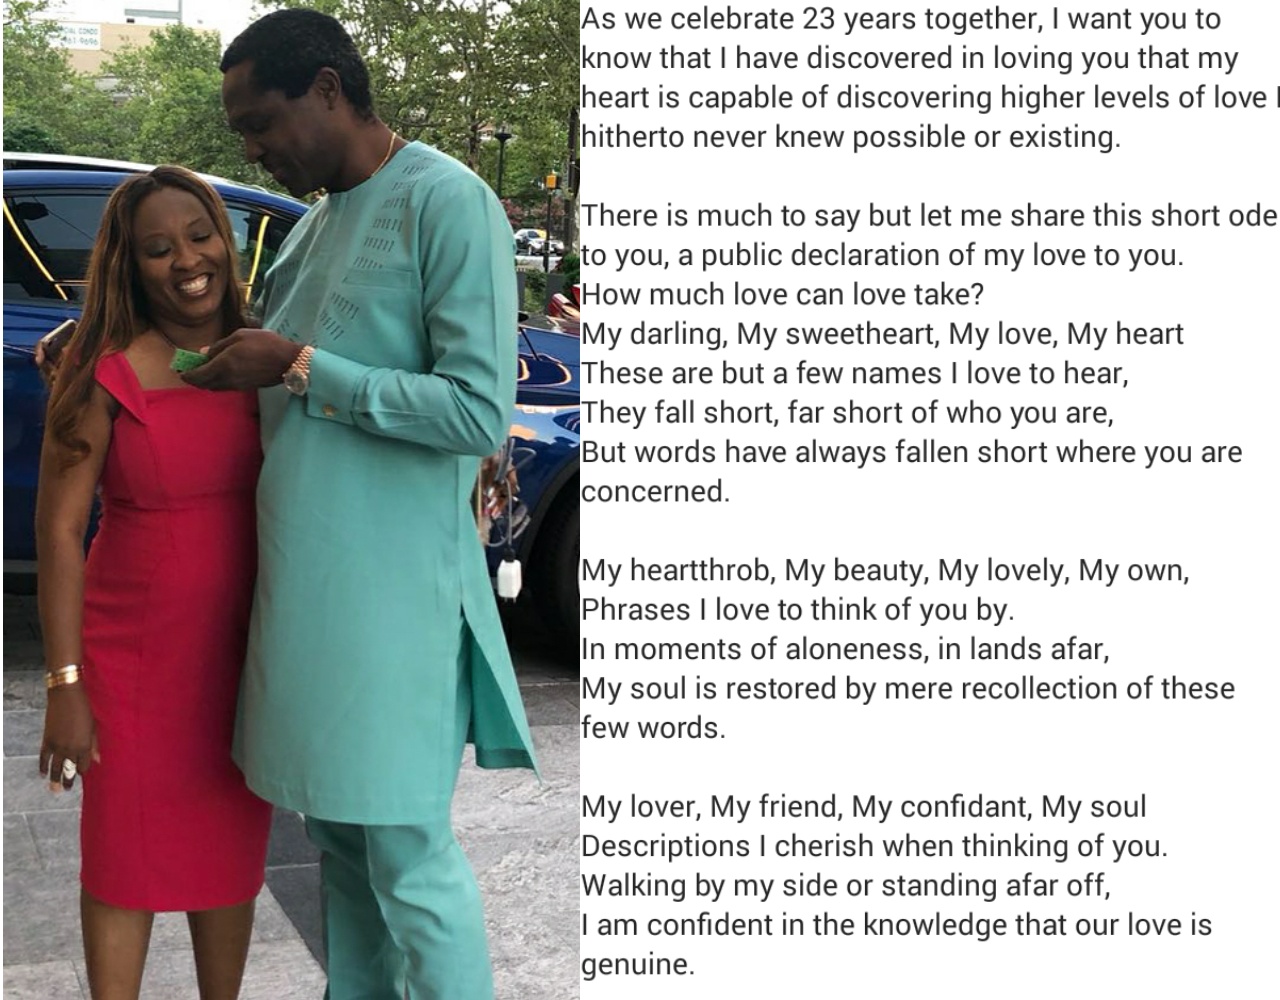 As we celebrate 23 years together, I want you to
know that I have discovered in loving you that my
heart is capable of discovering higher levels of love I
hitherto never knew possible or existing.
There is much to say but let me share this short ode
to you, a public declaration of my love to you.
How much love can love take?
My darling, My sweetheart, My love, My heart
These are but a few names I love to hear,
They fall short, far short of who you are,
But words have always fallen short where you are
concerned.
My heartthrob, My beauty, My lovely, My own,
Phrases I love to think of you by.
In moments of aloneness, in lands afar,
My soul is restored by mere recollection of these
few words.
My lover, My friend, My confidant, My soul
Descriptions I cherish when thinking of you.
Walking by my side or standing afar off,
I am confident in the knowledge that our love is
genuine.